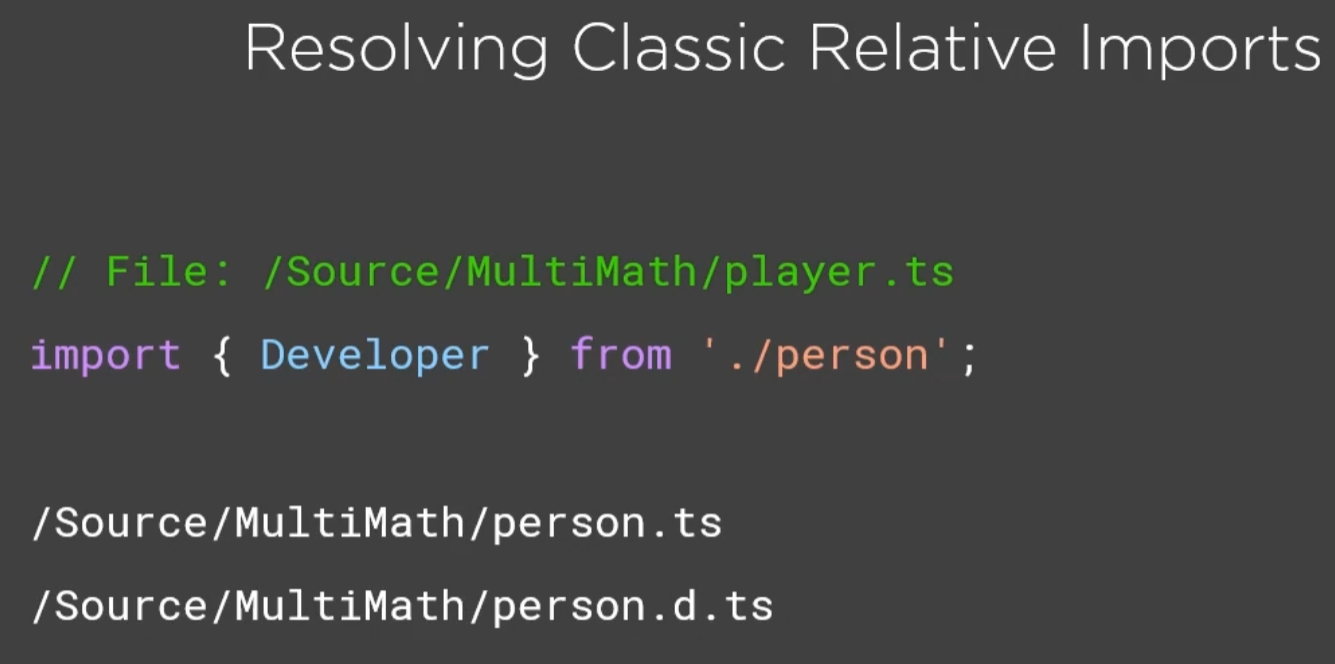 Resolving Classic Relative Imports
// File: /Source/MultiMath/player.ts
import { Developer } from './person';
/Source/MultiMath/person.ts
/Source/MultiMath/person.d.ts